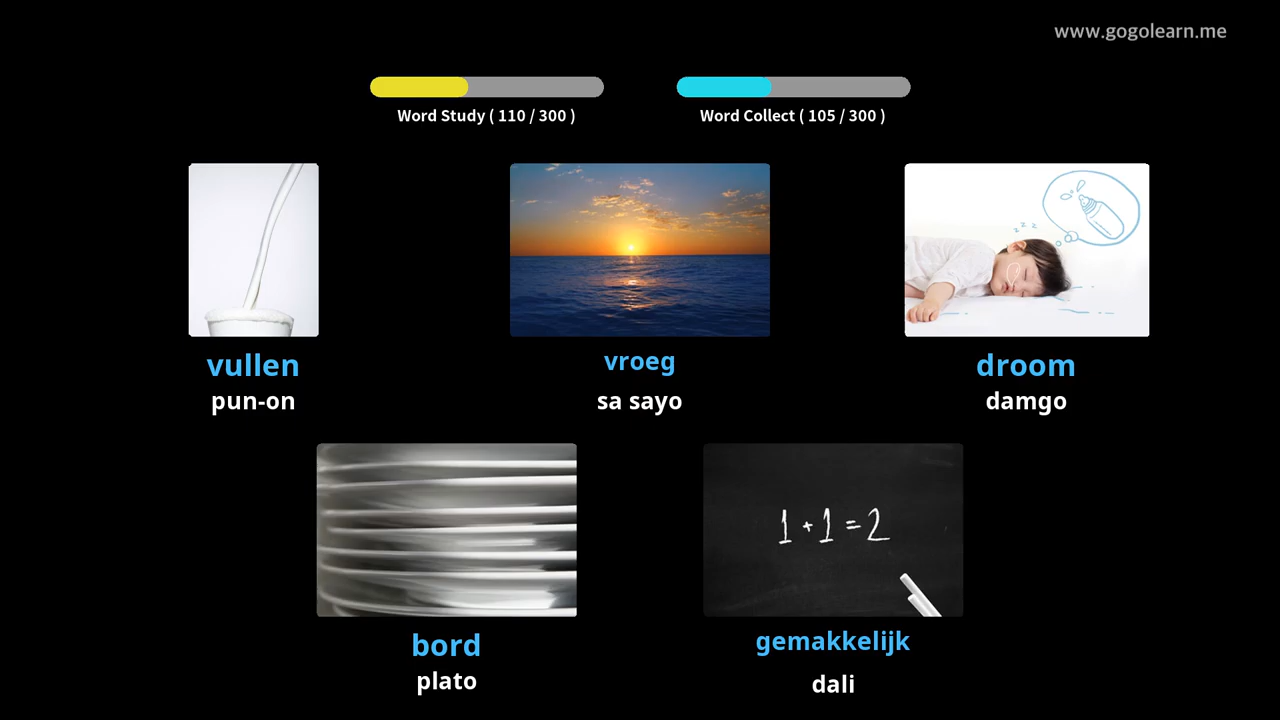 www.gogolearn.me
Word Study ( 110 / 300 )
Word Collect ( 105 / 300 )
vullen
pun-on
vroeg
sa sayo
droom
damgo
z z z
1 + 1 = 2
bord
plato
gemakkelijk
dali